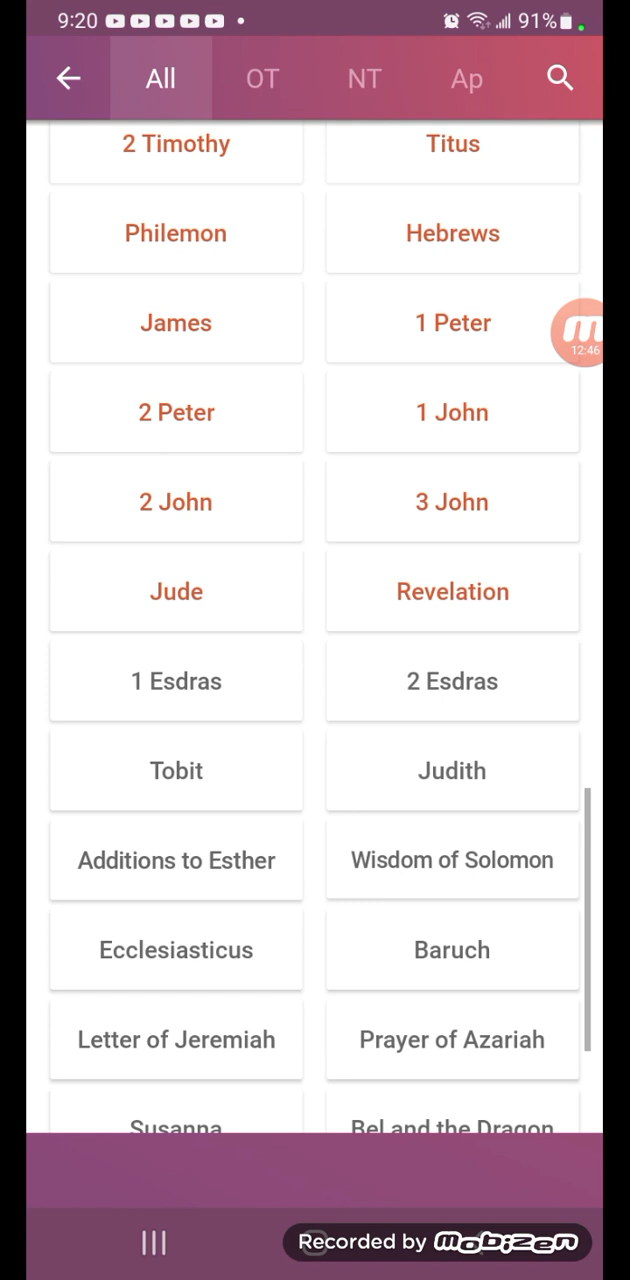 9:20 91%
All OT NT Ap
2 Timothy Titus
Philemon Hebrews
James 1 Peter
12:46
2 Peter 1 John
2 John 3 John
Jude Revelation
1 Esdras 2 Esdras
Tobit Judith
Additions to Esther Wisdom of Solomon
Ecclesiasticus Baruch
Letter of Jeremiah Prayer of Azariah
Susanna Bel and the Dragon
Recorded by mobizen